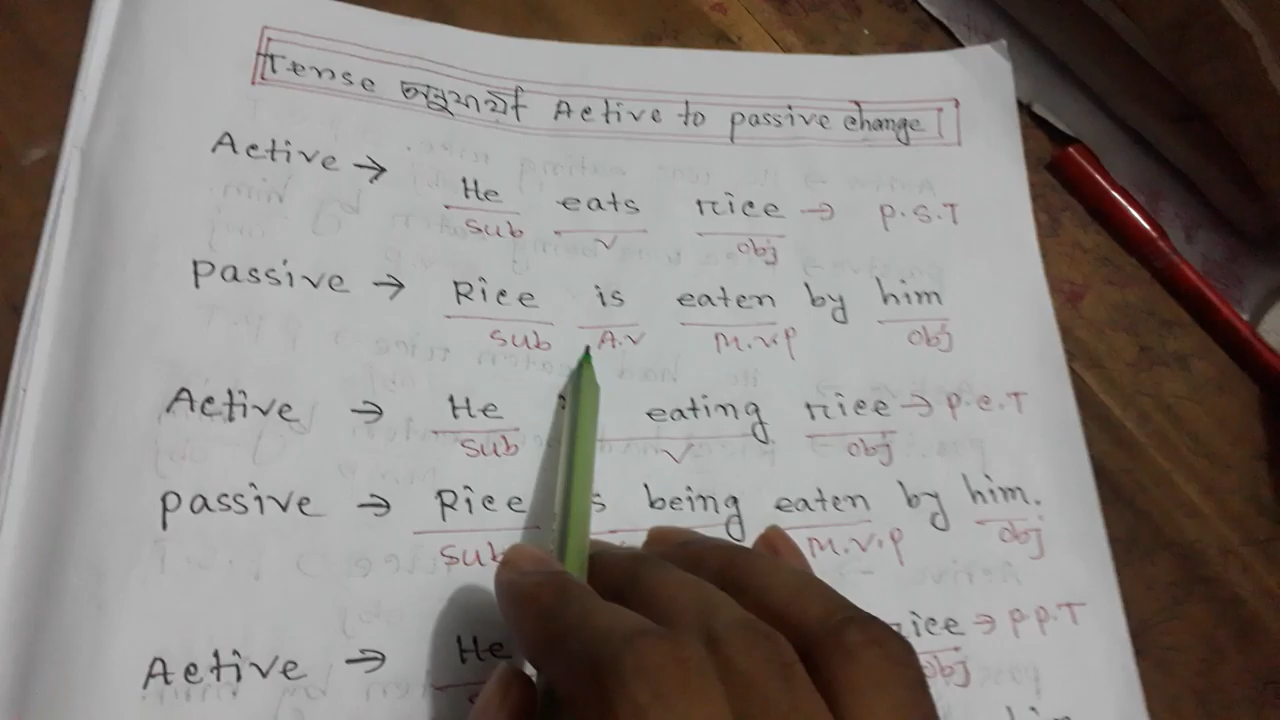 Tense অনুযায়ী Active to passive change
Active → He eats rice → P.S.T
sub v obj
Passive → Rice is eaten by him
sub A.v M.v.p obj
Active → He eating rice → p.c.T
sub v obj
passive → Rice is being eaten by him.
sub M.v.p obj
Active → He rice → P.P.T
obj
him